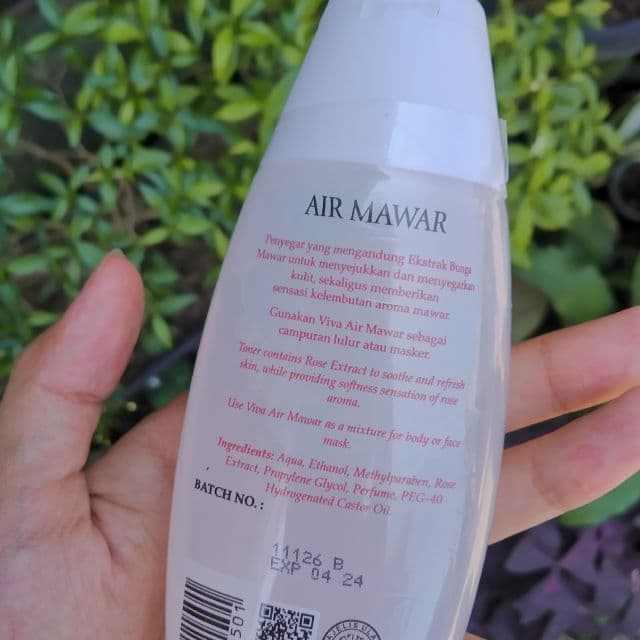 AIR MAWAR
Penyegar yang mengandung Ekstrak Bunga
Mawar untuk menyejukkan dan menyegarkan
kulit, sekaligus memberikan
sensasi kelembutan aroma mawar.
Gunakan Viva Air Mawar sebagai
campuran lulur atau masker.
Toner contains Rose Extract to soothe and refresh
skin, while providing softness sensation of rose
aroma.
Use Viva Air Mawar as a mixture for body or face
mask.
Ingredients: Aqua, Ethanol, Methylparaben, Rose
Extract, Propylene Glycol, Perfume, PEG-40
Hydrogenated Castor Oil.
BATCH NO. :
11126 B
EXP 04 24
501